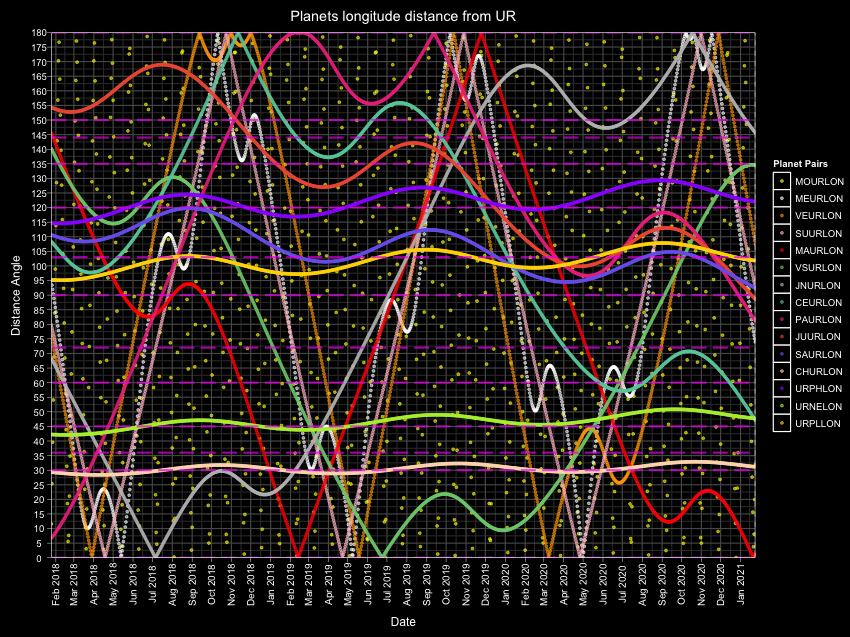 Planets longitude distance from UR
Distance Angle
180
175
170
165
160
155
150
145
140
135
130
125
120
115
110
105
100
95
90
85
80
75
70
65
60
55
50
45
40
35
30
25
20
15
10
5
0
Feb 2018
Mar 2018
Apr 2018
May 2018
Jun 2018
Jul 2018
Aug 2018
Sep 2018
Oct 2018
Nov 2018
Dec 2018
Jan 2019
Feb 2019
Mar 2019
Apr 2019
May 2019
Jun 2019
Jul 2019
Aug 2019
Sep 2019
Oct 2019
Nov 2019
Dec 2019
Jan 2020
Feb 2020
Mar 2020
Apr 2020
May 2020
Jun 2020
Jul 2020
Aug 2020
Sep 2020
Oct 2020
Nov 2020
Dec 2020
Jan 2021
Date
Planet Pairs
MOURLON
MEURLON
VEURLON
SUURLON
MAURLON
VSURLON
JNURLON
CEURLON
PAURLON
JUURLON
SAURLON
CHURLON
URPHLON
URNELON
URPLLON